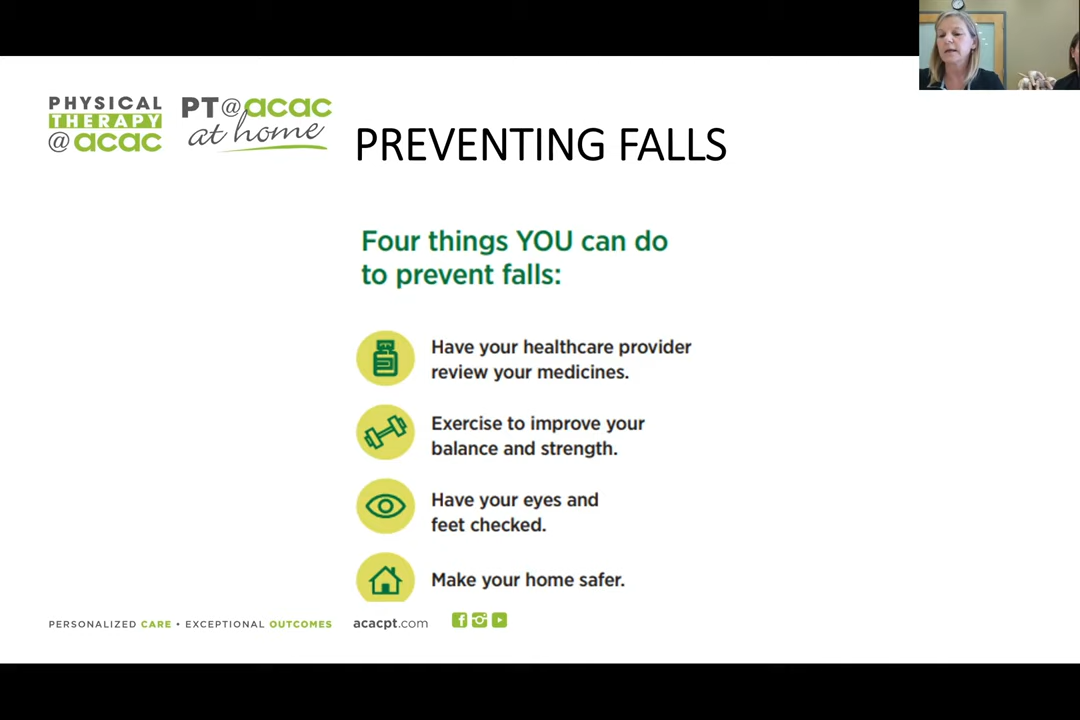 PHYSICAL
THERAPY
@acac
PT@acac
at home
PREVENTING FALLS
Four things YOU can do
to prevent falls:
Have your healthcare provider
review your medicines.
Exercise to improve your
balance and strength.
Have your eyes and
feet checked.
Make your home safer.
PERSONALIZED CARE • EXCEPTIONAL OUTCOMES
acacpt.com